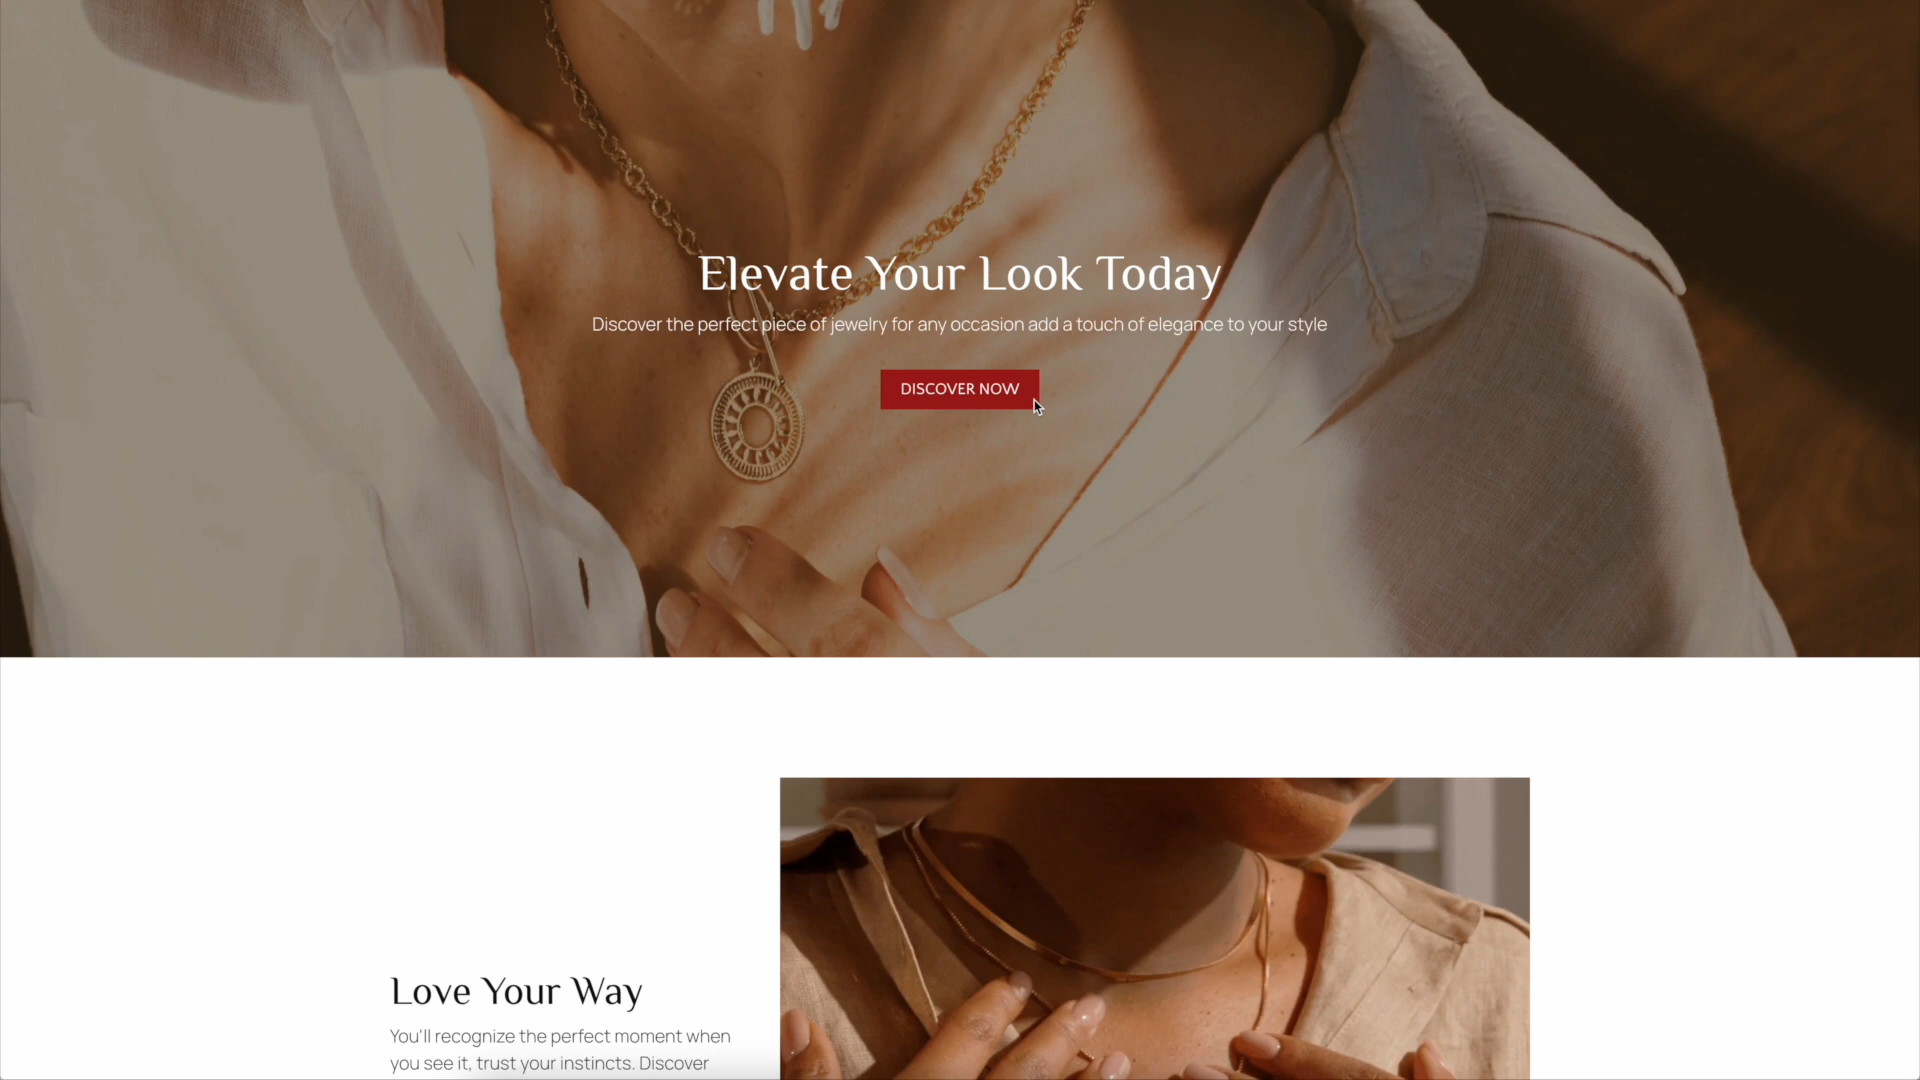 Elevate Your Look Today
Discover the perfect piece of jewelry for any occasion add a touch of elegance to your style
DISCOVER NOW
Love Your Way
You'll recognize the perfect moment when
you see it, trust your instincts. Discover